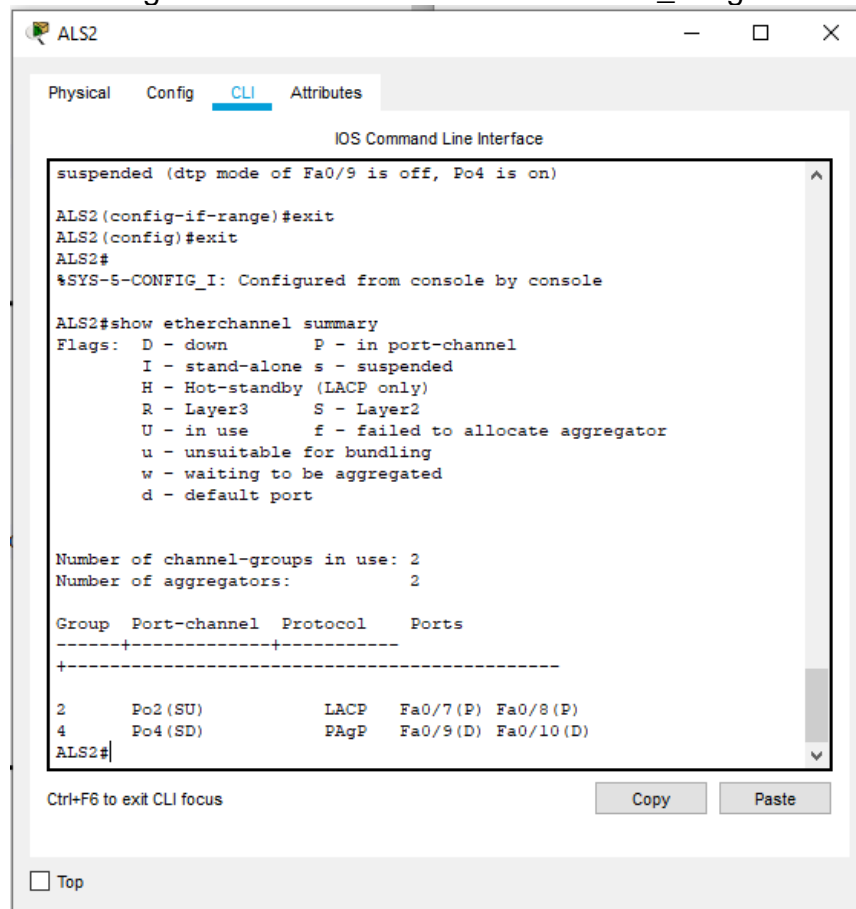 ALS2
Physical Config CLI Attributes
IOS Command Line Interface
suspended (dtp mode of Fa0/9 is off, Po4 is on)
ALS2(config-if-range)#exit
ALS2(config)#exit
ALS2#
%SYS-5-CONFIG_I: Configured from console by console
ALS2#show etherchannel summary
Flags:  D - down        P - in port-channel
        I - stand-alone s - suspended
        H - Hot-standby (LACP only)
        R - Layer3      S - Layer2
        U - in use      f - failed to allocate aggregator
        u - unsuitable for bundling
        w - waiting to be aggregated
        d - default port
Number of channel-groups in use: 2
Number of aggregators:           2
Group  Port-channel  Protocol    Ports
------+-------------+-----------
+----------------------------------------------
2      Po2(SU)           LACP   Fa0/7(P) Fa0/8(P)
4      Po4(SD)           PAgP   Fa0/9(D) Fa0/10(D)
ALS2#
Ctrl+F6 to exit CLI focus
Copy
Paste
Top